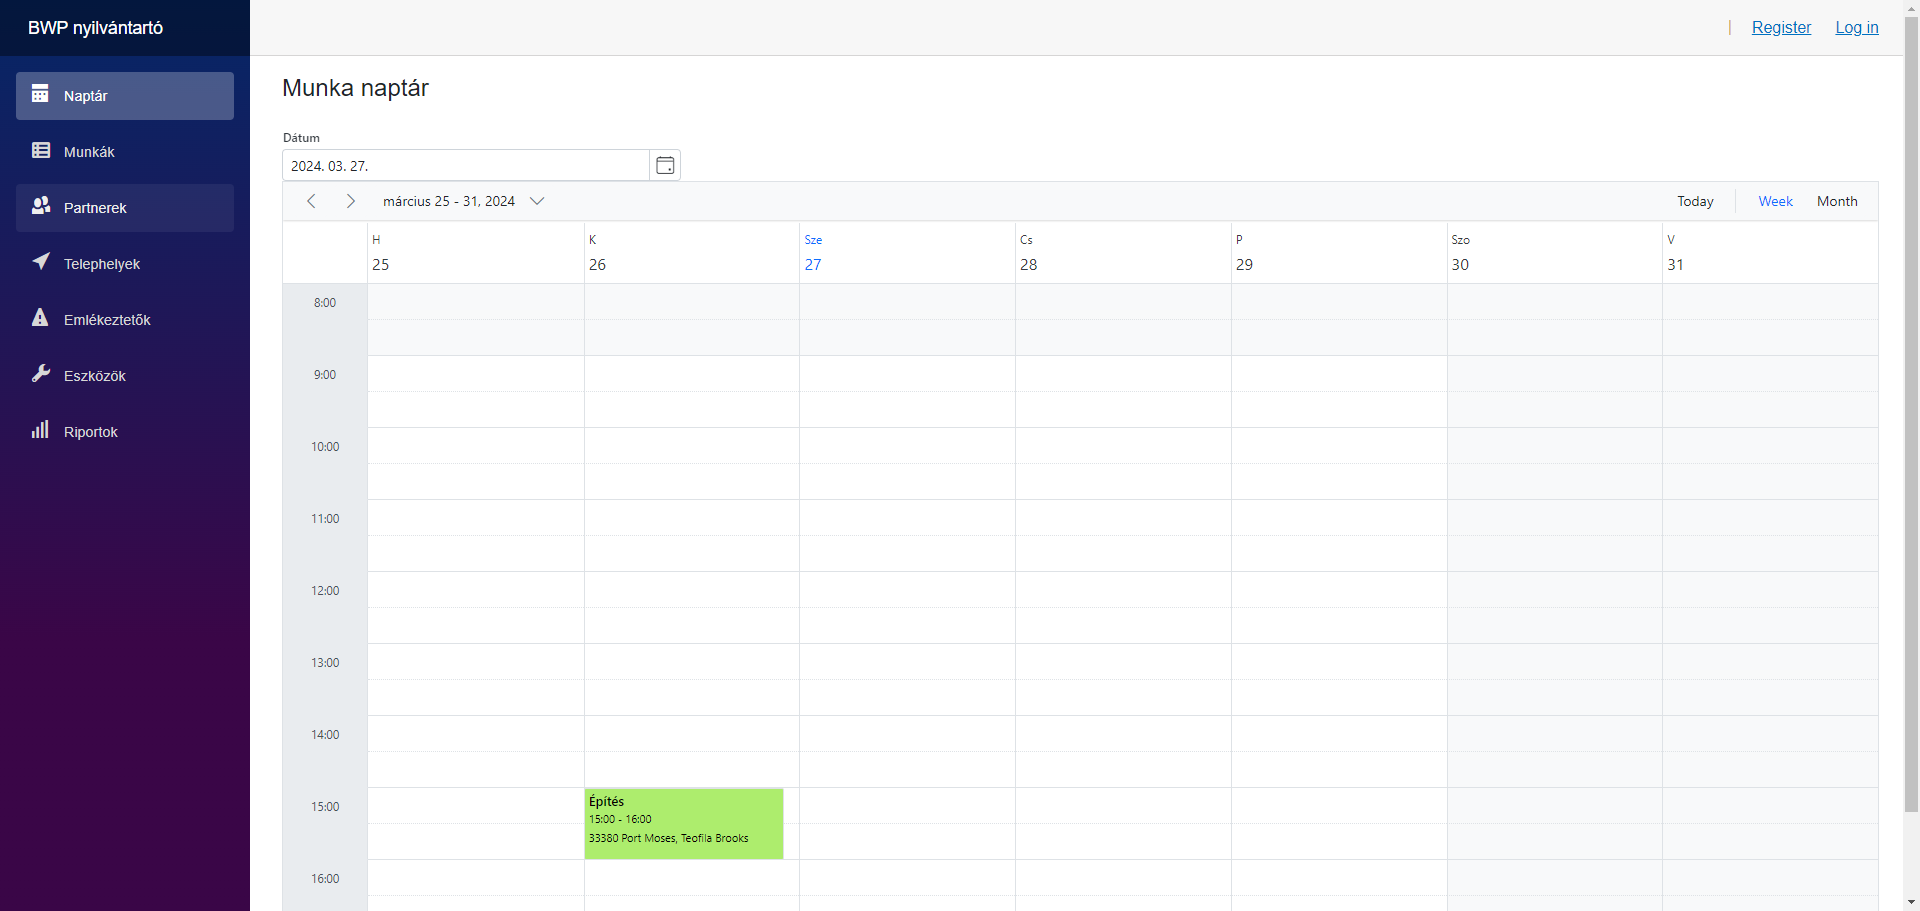 BWP nyilvántartó
Register Log in
Naptár
Munkák
Partnerek
Telephelyek
Emlékeztetők
Eszközök
Riportok
Munka naptár
Dátum
2024. 03. 27.
március 25 - 31, 2024
Today Week Month
H K Sze Cs P Szo V
25 26 27 28 29 30 31
8:00
9:00
10:00
11:00
12:00
13:00
14:00
15:00
Építés
15:00 - 16:00
33380 Port Moses, Teofila Brooks
16:00